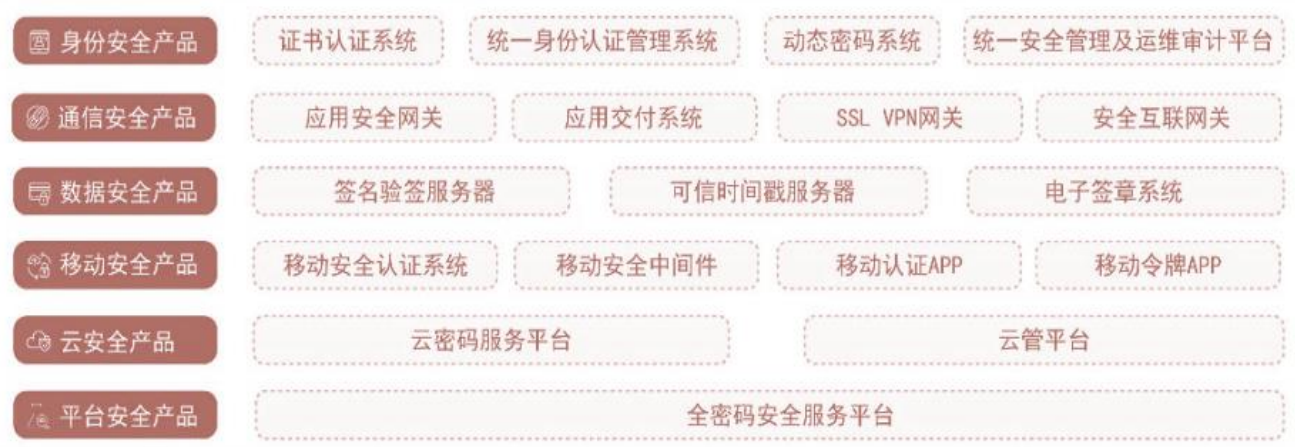 身份安全产品 证书认证系统 统一身份认证管理系统 动态密码系统 统一安全管理及运维审计平台
通信安全产品 应用安全网关 应用交付系统 SSL VPN网关 安全互联网关
数据安全产品 签名验签服务器 可信时间戳服务器 电子签章系统
移动安全产品 移动安全认证系统 移动安全中间件 移动认证APP 移动令牌APP
云安全产品 云密码服务平台 云管平台
平台安全产品 全密码安全服务平台